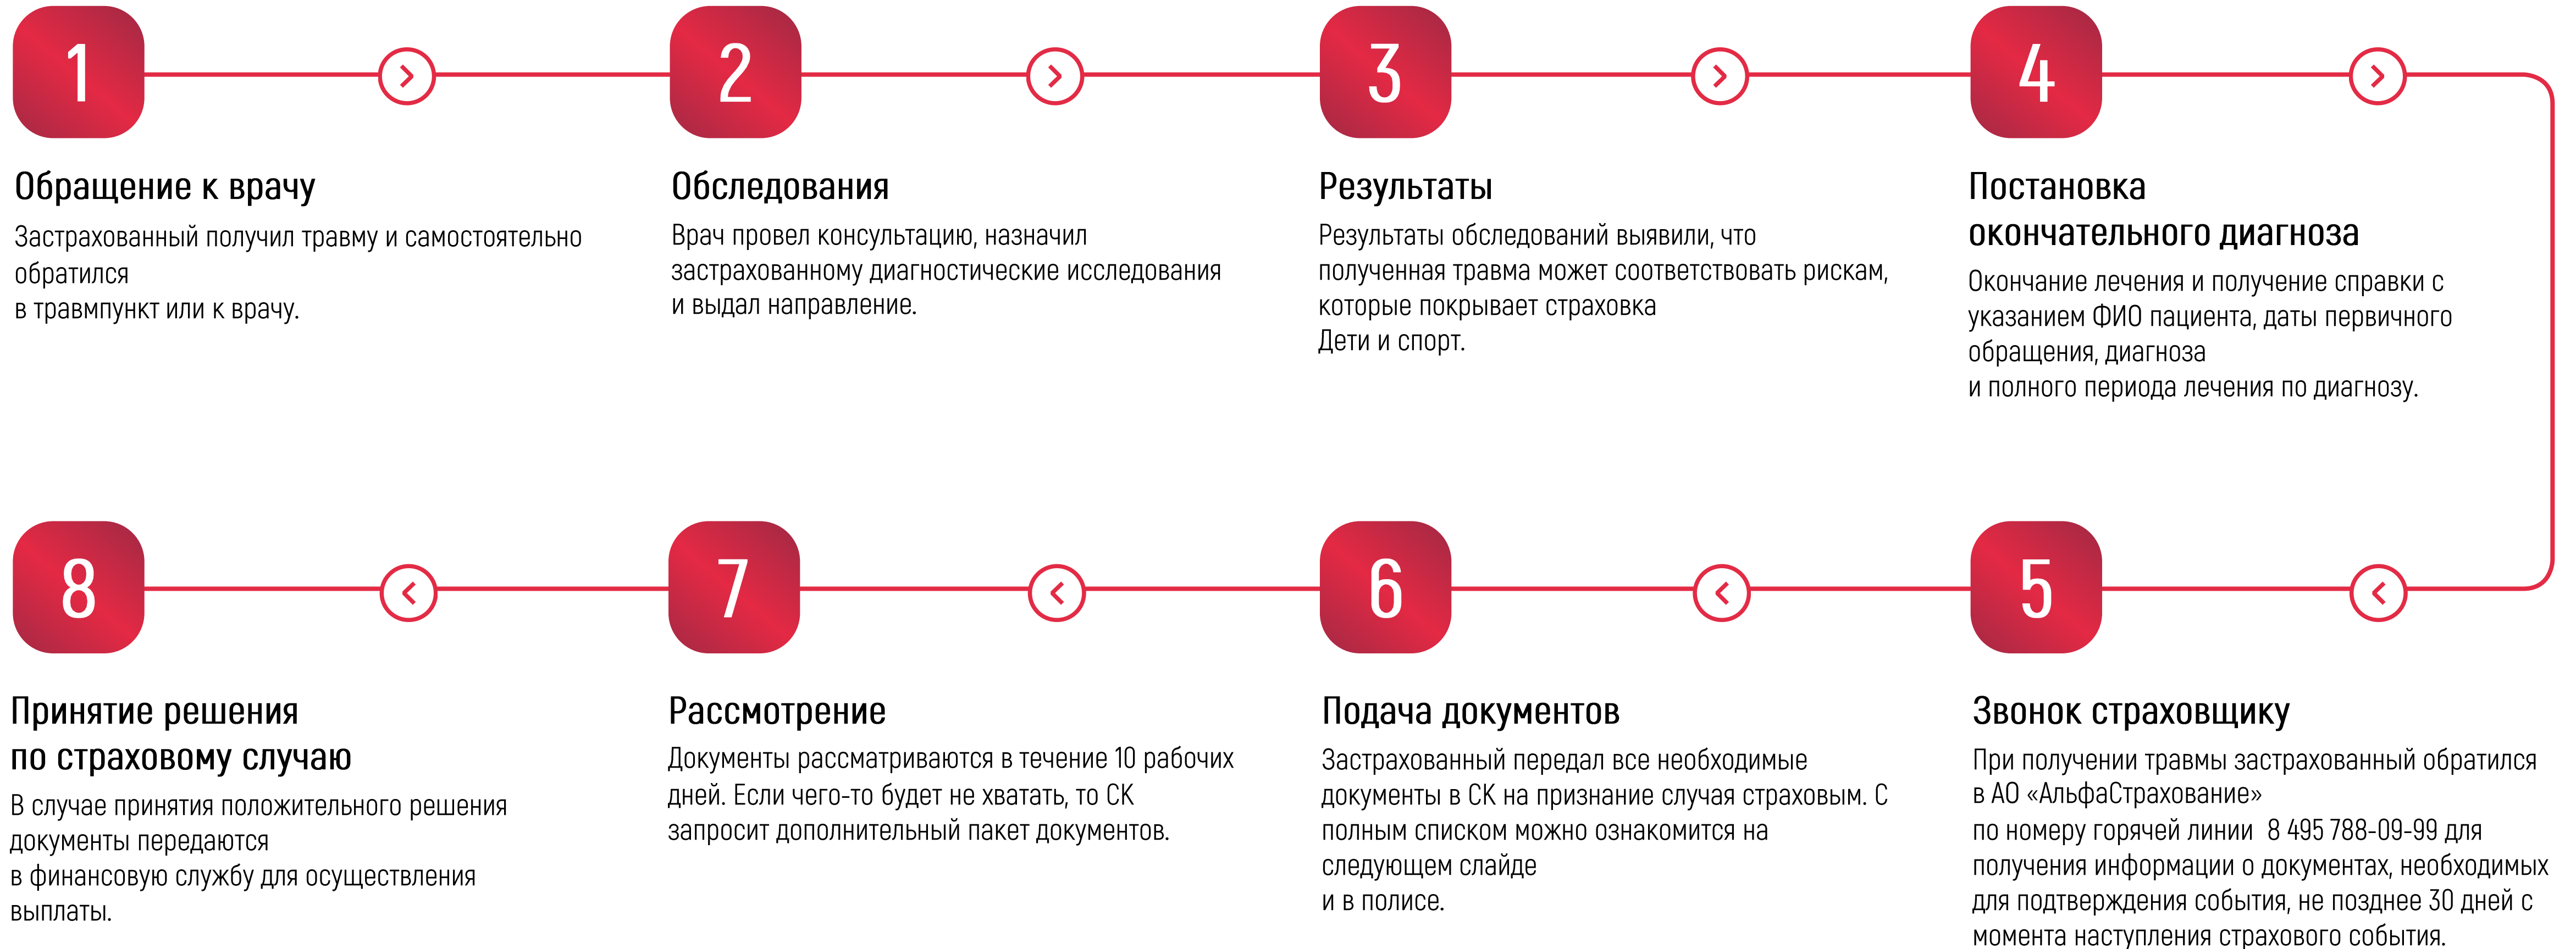 1
Обращение к врачу
Застрахованный получил травму и самостоятельно
обратился
в травмпункт или к врачу.
2
Обследования
Врач провел консультацию, назначил
застрахованному диагностические исследования
и выдал направление.
3
Результаты
Результаты обследований выявили, что
полученная травма может соответствовать рискам,
которые покрывает страховка
Дети и спорт.
4
Постановка
окончательного диагноза
Окончание лечения и получение справки с
указанием ФИО пациента, даты первичного
обращения, диагноза
и полного периода лечения по диагнозу.
5
Звонок страховщику
При получении травмы застрахованный обратился
в АО «АльфаСтрахование»
по номеру горячей линии 8 495 788-09-99 для
получения информации о документах, необходимых
для подтверждения события, не позднее 30 дней с
момента наступления страхового события.
6
Подача документов
Застрахованный передал все необходимые
документы в СК на признание случая страховым. С
полным списком можно ознакомится на
следующем слайде
и в полисе.
7
Рассмотрение
Документы рассматриваются в течение 10 рабочих
дней. Если чего-то будет не хватать, то СК
запросит дополнительный пакет документов.
8
Принятие решения
по страховому случаю
В случае принятия положительного решения
документы передаются
в финансовую службу для осуществления
выплаты.